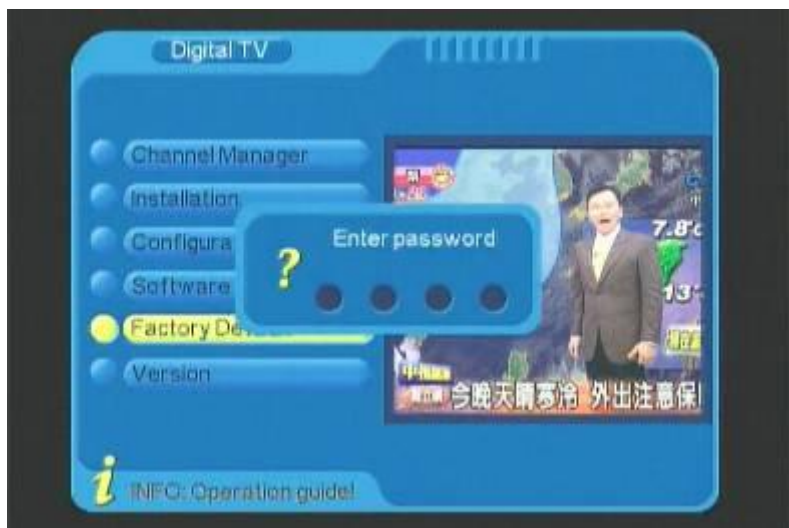 Digital TV
Channel Manager
Installation
Configura
Software
Enter password
?
Factory De
Version
7.8°c
13°
今晚天晴寒冷 外出注意保
i INFO: Operation guide!